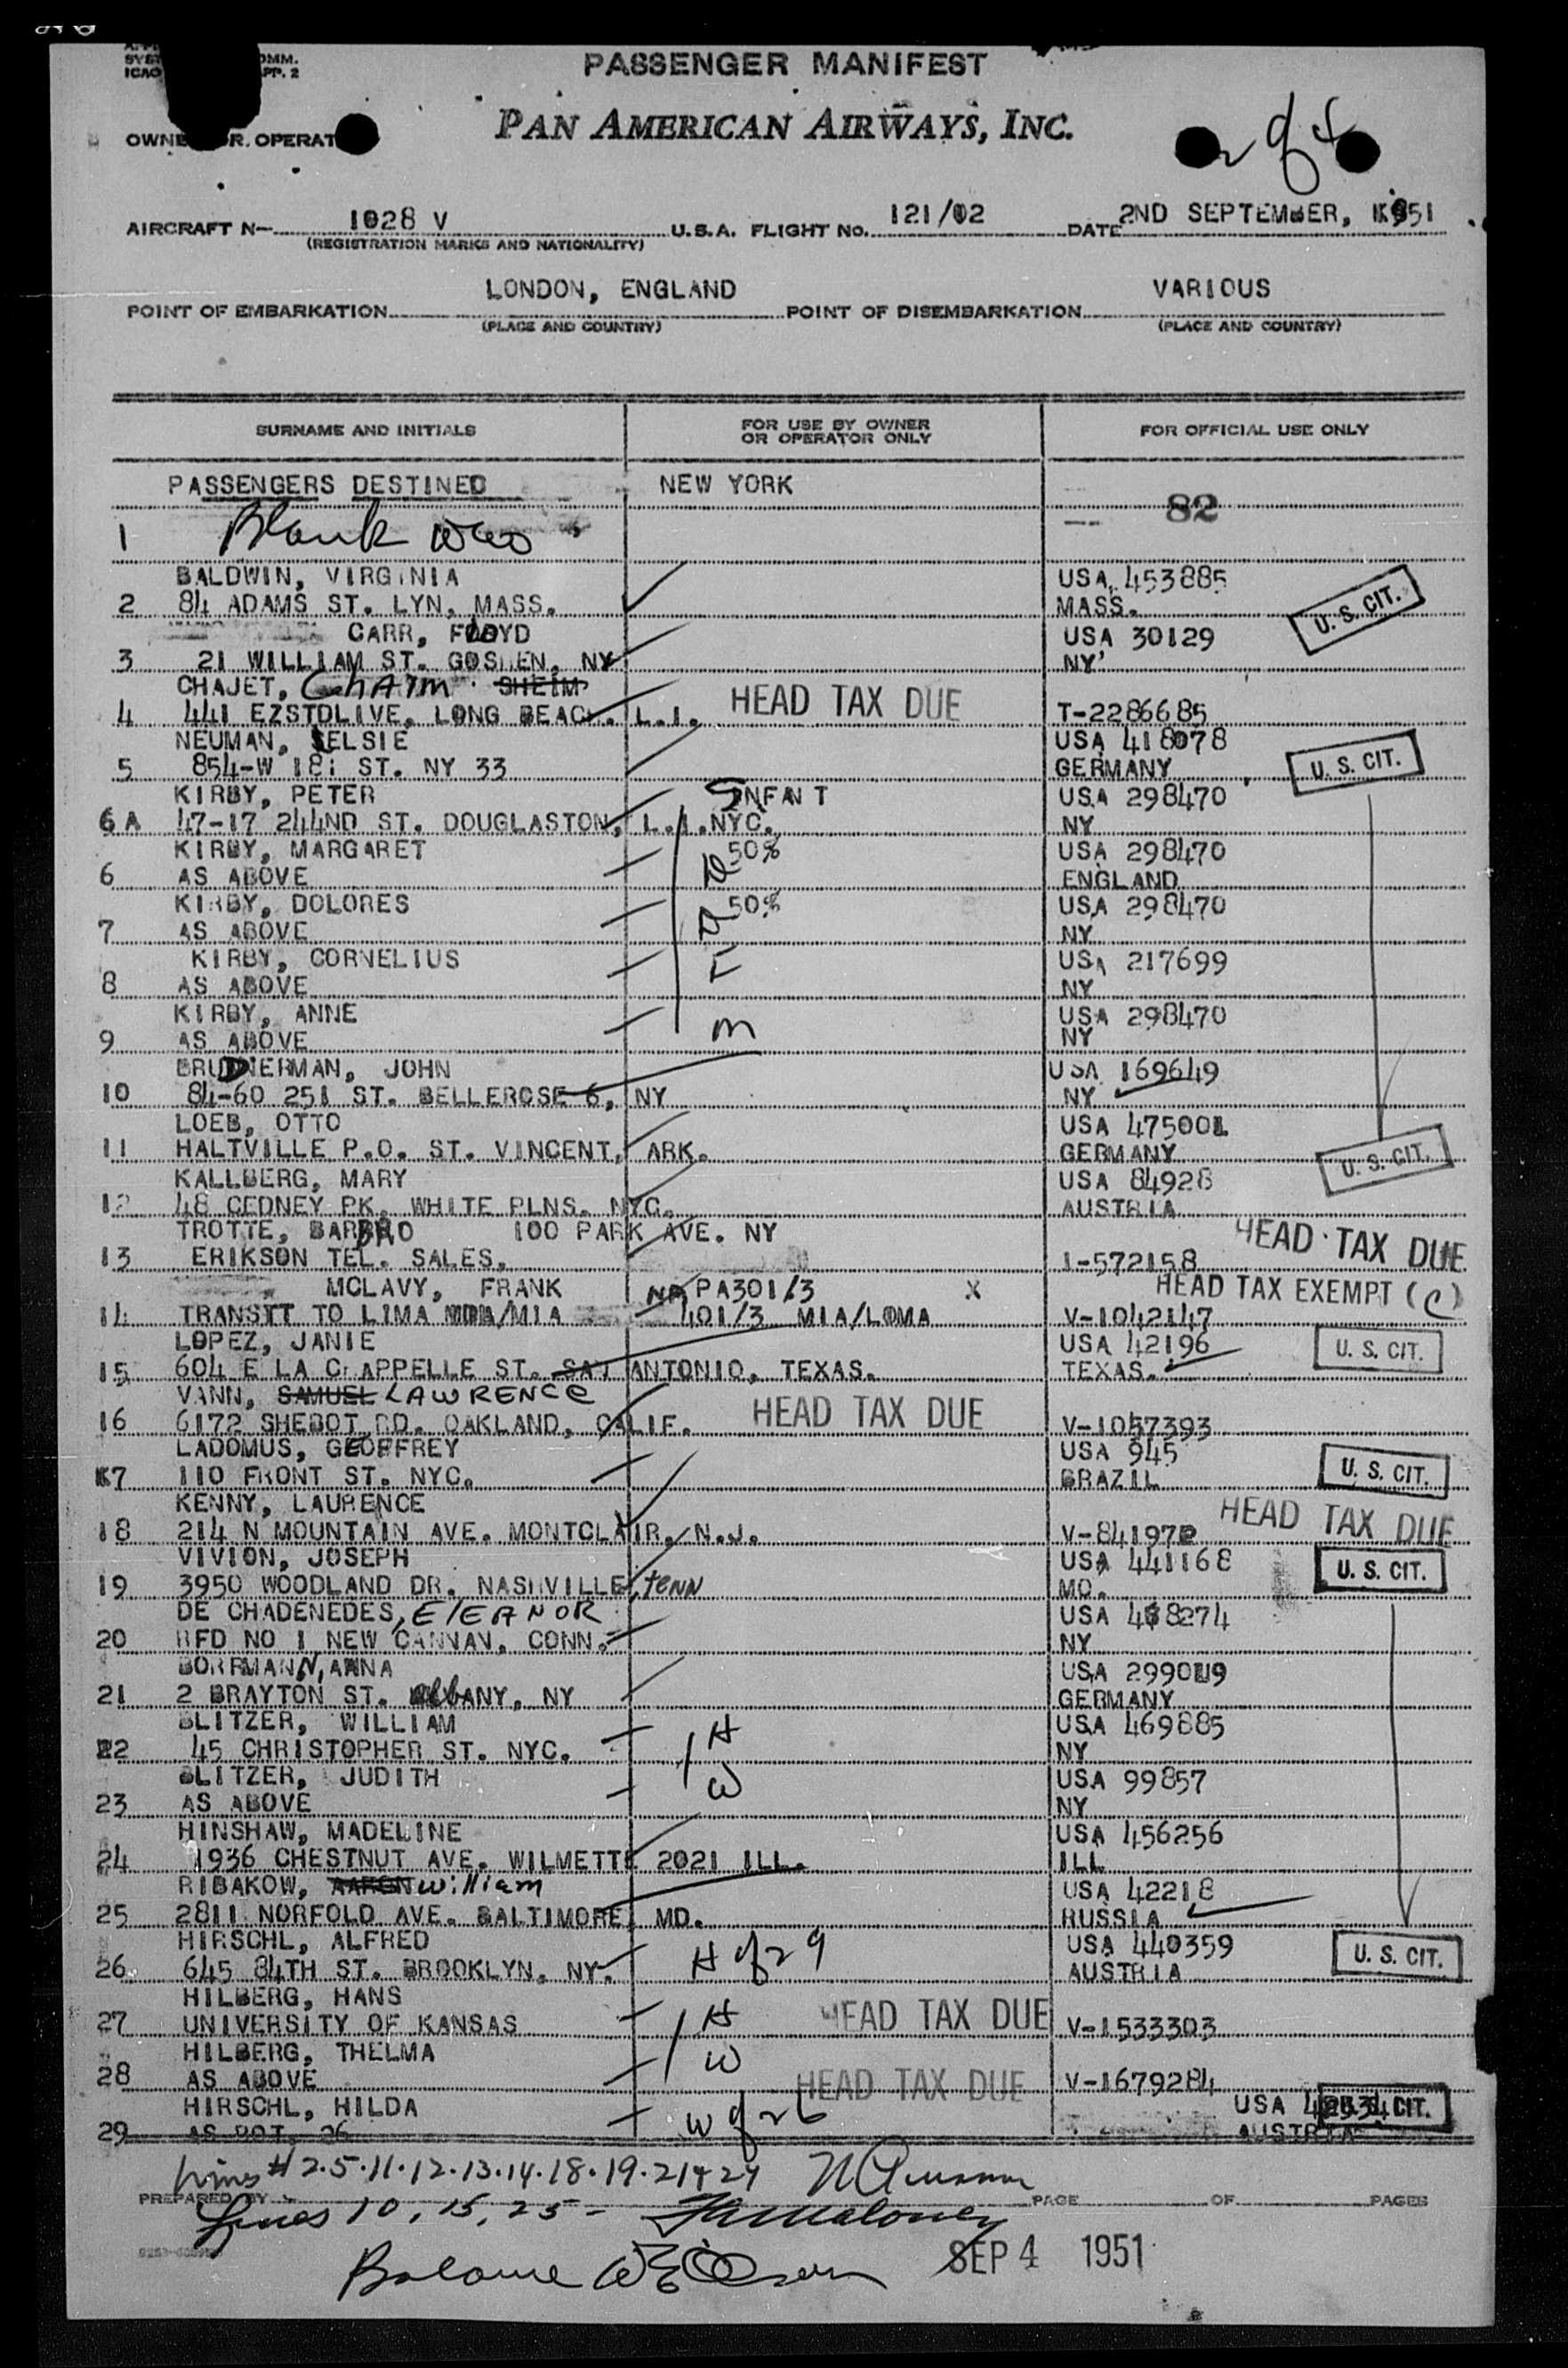 PASSENGER MANIFEST
PAN AMERICAN AIRWAYS, INC.
2 of 4
AIRCRAFT N- 1028 V U.S.A. FLIGHT NO. 121/02 DATE 2ND SEPTEMBER, 1951
(REGISTRATION MARKS AND NATIONALITY)
LONDON, ENGLAND VARIOUS
POINT OF EMBARKATION POINT OF DISEMBARKATION
(PLACE AND COUNTRY) (PLACE AND COUNTRY)
SURNAME AND INITIALS FOR USE BY OWNER OR OPERATOR ONLY FOR OFFICIAL USE ONLY
PASSENGERS DESTINED NEW YORK
82
1 Blank
BALDWIN, VIRGINIA USA 453885
2 84 ADAMS ST. LYN, MASS. MASS. U.S. CIT.
CARR, FLOYD USA 30129
3 21 WILLIAM ST. GOSHEN, NY NY
CHAJET, CHAIM SHEIM HEAD TAX DUE
4 441 EZSTOLIVE, LONG BEACH. L.I. T-2286685
NEUMAN, ELSIE USA 418078
5 854-W 181 ST. NY 33 GERMANY U.S. CIT.
KIRBY, PETER INFANT USA 298470
6A 47-17 244ND ST. DOUGLASTON, L.I.NYC. NY
KIRBY, MARGARET 50% USA 298470
6 AS ABOVE D ENGLAND
KIRBY, DOLORES 50% USA 298470
7 AS ABOVE D NY
KIRBY, CORNELIUS F USA 217699
8 AS ABOVE NY
KIRBY, ANNE M USA 298470
9 AS ABOVE NY
BRUDNERMAN, JOHN USA 169649
10 84-60 251 ST. BELLEROSE 6, NY NY
LOEB, OTTO USA 475001
11 HALTVILLE P.O. ST. VINCENT, ARK. GERMANY U.S. CIT.
KALLBERG, MARY USA 84928
12 48 GEDNEY PK. WHITE PLNS. NYC. AUSTRIA
TROTTE, BARBRO 100 PARK AVE. NY HEAD TAX DUE
13 ERIKSON TEL. SALES. I-572158
MCLAVY, FRANK PA301/3 X HEAD TAX EXEMPT (C)
14 TRANSIT TO LIMA MIA 401/3 MIA/LOMA V-1042147
LOPEZ, JANIE USA 42196
15 604 E LA CHAPPELLE ST. SAN ANTONIO, TEXAS. TEXAS. U.S. CIT.
VANN, SAMUEL LAWRENCE HEAD TAX DUE
16 6172 SHEBOT RD. OAKLAND, CALIF. V-1057393
LADOMUS, GEOFFREY USA 945
17 110 FRONT ST. NYC. BRAZIL U.S. CIT.
KENNY, LAURENCE HEAD TAX DUE
18 214 N MOUNTAIN AVE. MONTCLAIR, N.J. V-841972
VIVION, JOSEPH USA 441168 U.S. CIT.
19 3950 WOODLAND DR. NASHVILLE, tENN MO.
DE CHADENEDES, ElEANOR USA 468274
20 RFD NO 1 NEW CANNAN, CONN. NY
BORRMANN, ANNA USA 299019
21 2 BRAYTON ST. AlbANY, NY GERMANY
BLITZER, WILLIAM H USA 469885
22 45 CHRISTOPHER ST. NYC. NY
BLITZER, JUDITH W USA 99857
23 AS ABOVE NY
HINSHAW, MADELINE USA 456256
24 1936 CHESTNUT AVE. WILMETTE 2021 ILL. ILL
RIBAKOW, AARON William USA 42218
25 2811 NORFOLD AVE. BALTIMORE, MD. RUSSIA
HIRSCHL, ALFRED H of 29 USA 440359 U.S. CIT.
26 645 84TH ST. BROOKLYN. NY. AUSTRIA
HILBERG, HANS H HEAD TAX DUE
27 UNIVERSITY OF KANSAS V-1533303
HILBERG, THELMA W
28 AS ABOVE HEAD TAX DUE V-1679284
HIRSCHL, HILDA W of 26 USA U.S. CIT.
29 AS BOT. 26 AUSTRIA
Lines # 2.5.11.12.13.14.18.19.21+24
PREPARED BY PAGE OF PAGES
Lines 10, 15, 25 - Maloney
Balance
SEP 4 1951